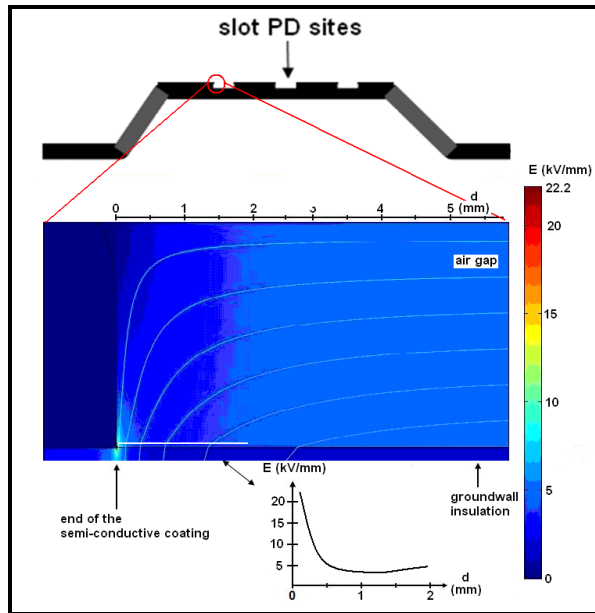 slot PD sites
E (kV/mm)
22.2
20
15
10
5
0
d
(mm)
0 1 2 3 4 5
air gap
end of the
semi-conductive coating
groundwall
insulation
E (kV/mm)
20
15
10
5
0 1 2
d
(mm)